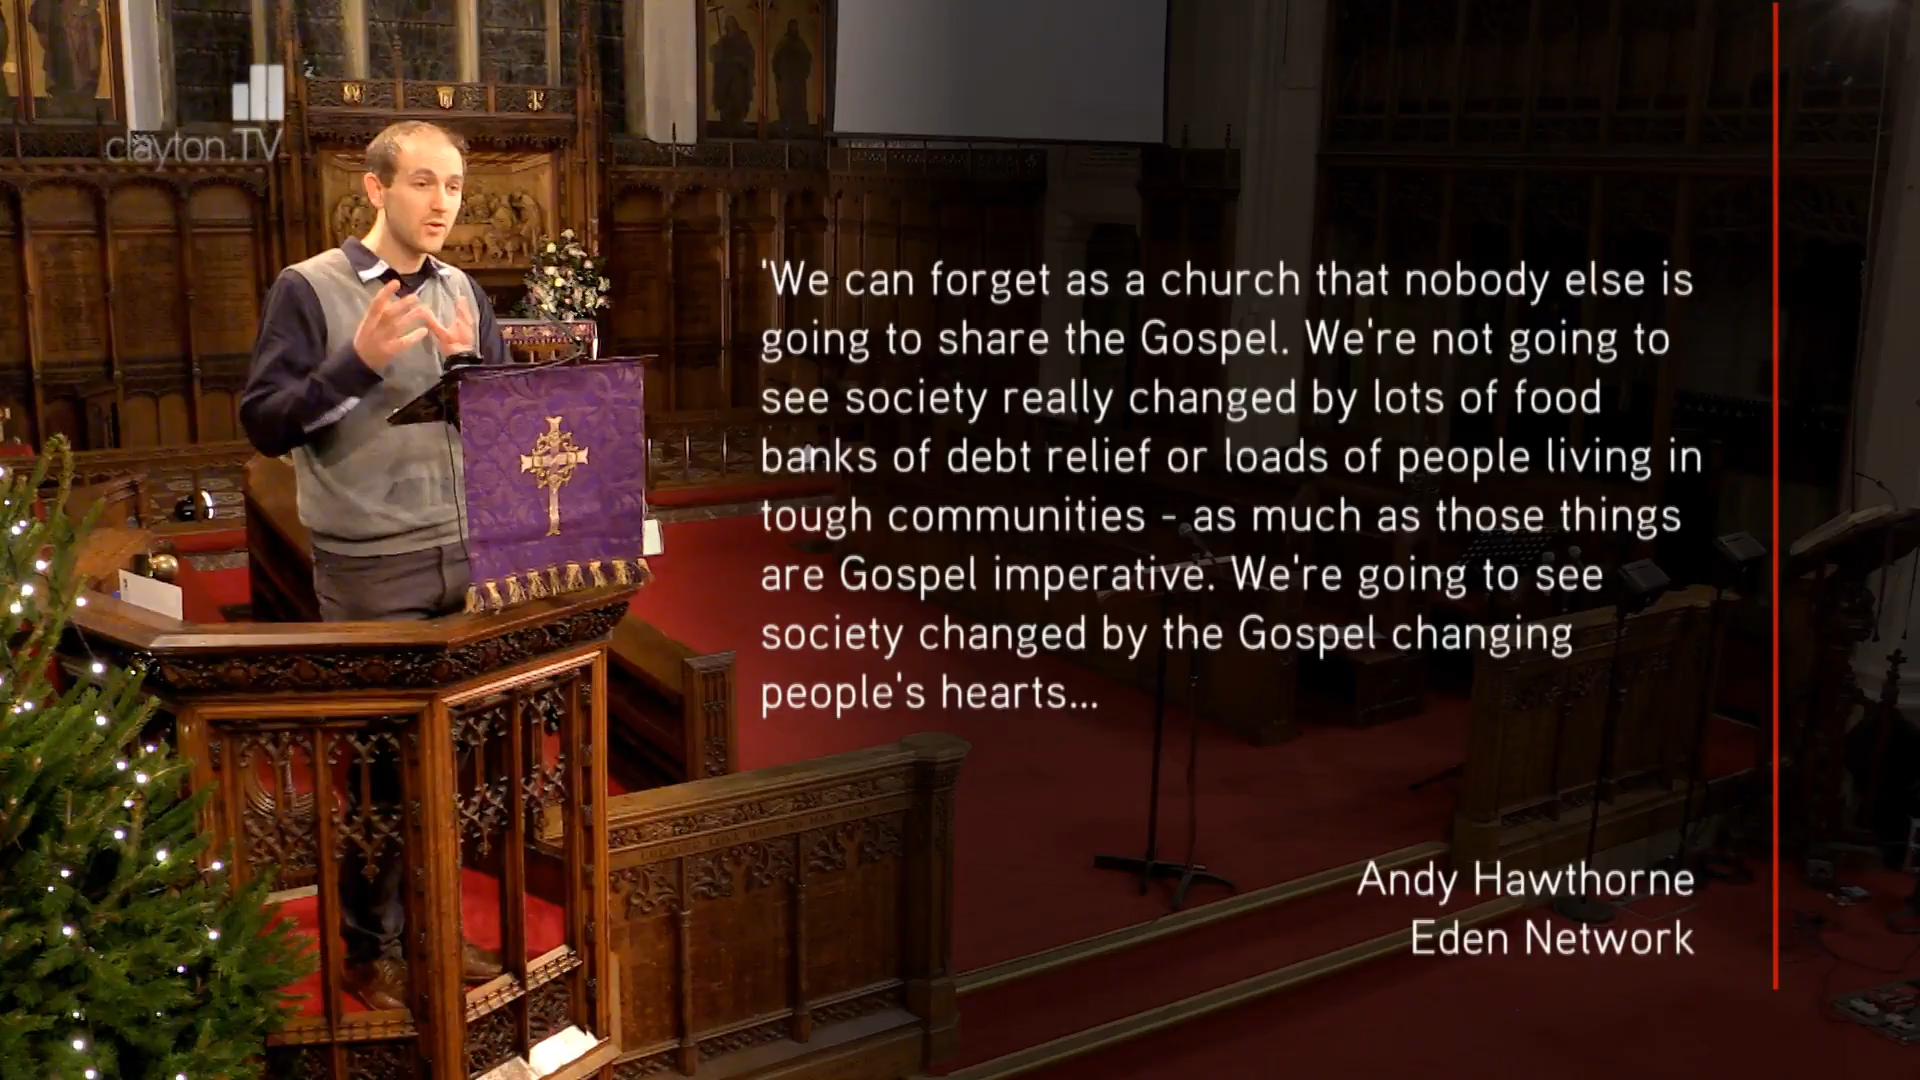 clayton.TV
'We can forget as a church that nobody else is
going to share the Gospel. We're not going to
see society really changed by lots of food
banks of debt relief or loads of people living in
tough communities - as much as those things
are Gospel imperative. We're going to see
society changed by the Gospel changing
people's hearts...
Andy Hawthorne
Eden Network